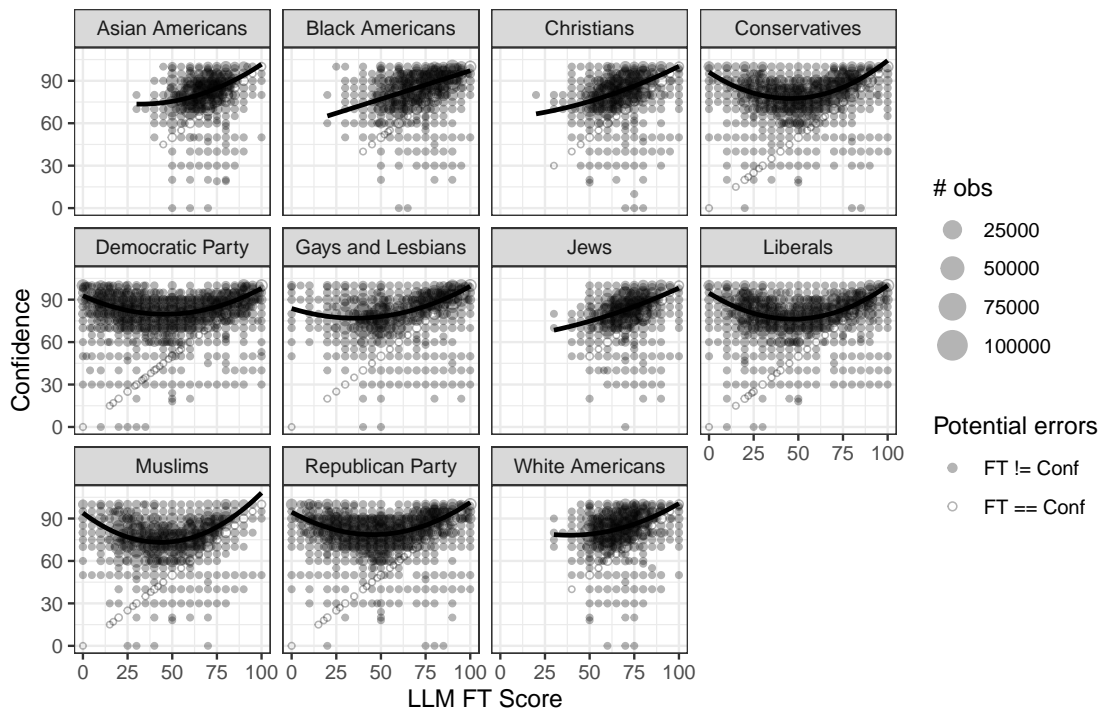 Asian Americans
Black Americans
Christians
Conservatives
90
60
30
0
Democratic Party
Gays and Lesbians
Jews
Liberals
90
60
30
0
0 25 50 75 100
Muslims
Republican Party
White Americans
90
60
30
0
0 25 50 75 100
0 25 50 75 100
0 25 50 75 100
LLM FT Score
Confidence
# obs
25000
50000
75000
100000
Potential errors
FT != Conf
FT == Conf